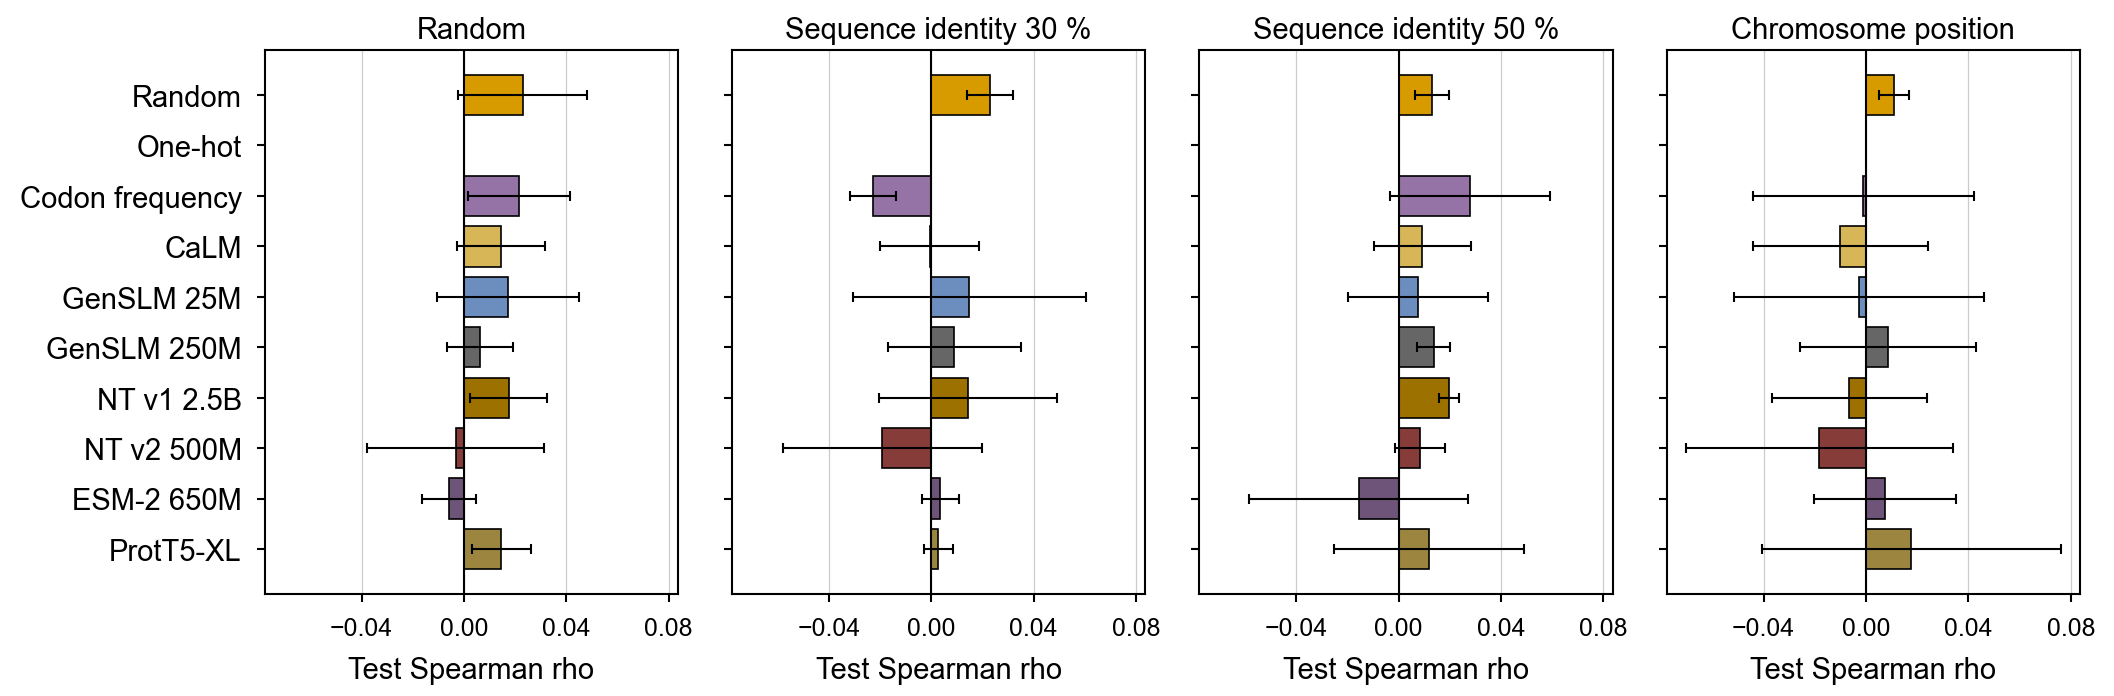 Random
Sequence identity 30 %
Sequence identity 50 %
Chromosome position
Random
One-hot
Codon frequency
CaLM
GenSLM 25M
GenSLM 250M
NT v1 2.5B
NT v2 500M
ESM-2 650M
ProtT5-XL
−0.04 0.00 0.04 0.08
−0.04 0.00 0.04 0.08
−0.04 0.00 0.04 0.08
−0.04 0.00 0.04 0.08
Test Spearman rho
Test Spearman rho
Test Spearman rho
Test Spearman rho